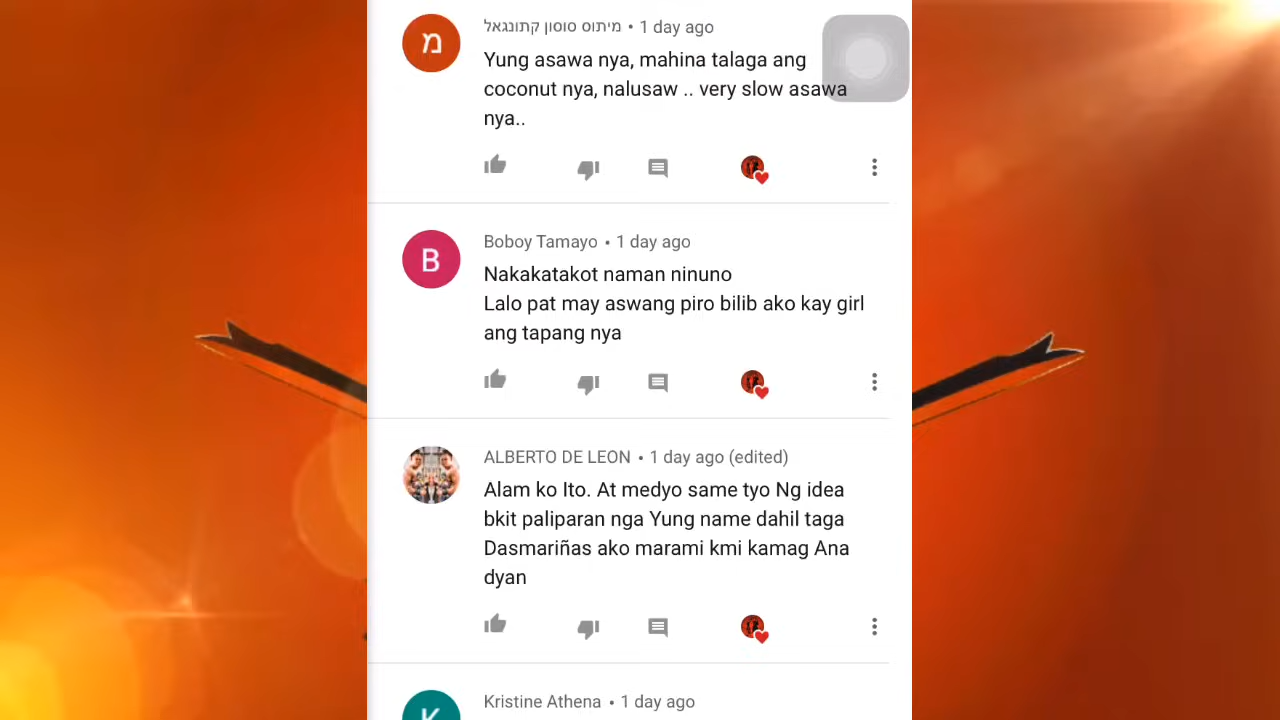 מ
מיתוס סוסון קתונגאל • 1 day ago
Yung asawa nya, mahina talaga ang
coconut nya, nalusaw .. very slow asawa
nya..
B
Boboy Tamayo • 1 day ago
Nakakatakot naman ninuno
Lalo pat may aswang piro bilib ako kay girl
ang tapang nya
ALBERTO DE LEON • 1 day ago (edited)
Alam ko Ito. At medyo same tyo Ng idea
bkit paliparan nga Yung name dahil taga
Dasmariñas ako marami kmi kamag Ana
dyan
K
Kristine Athena • 1 day ago